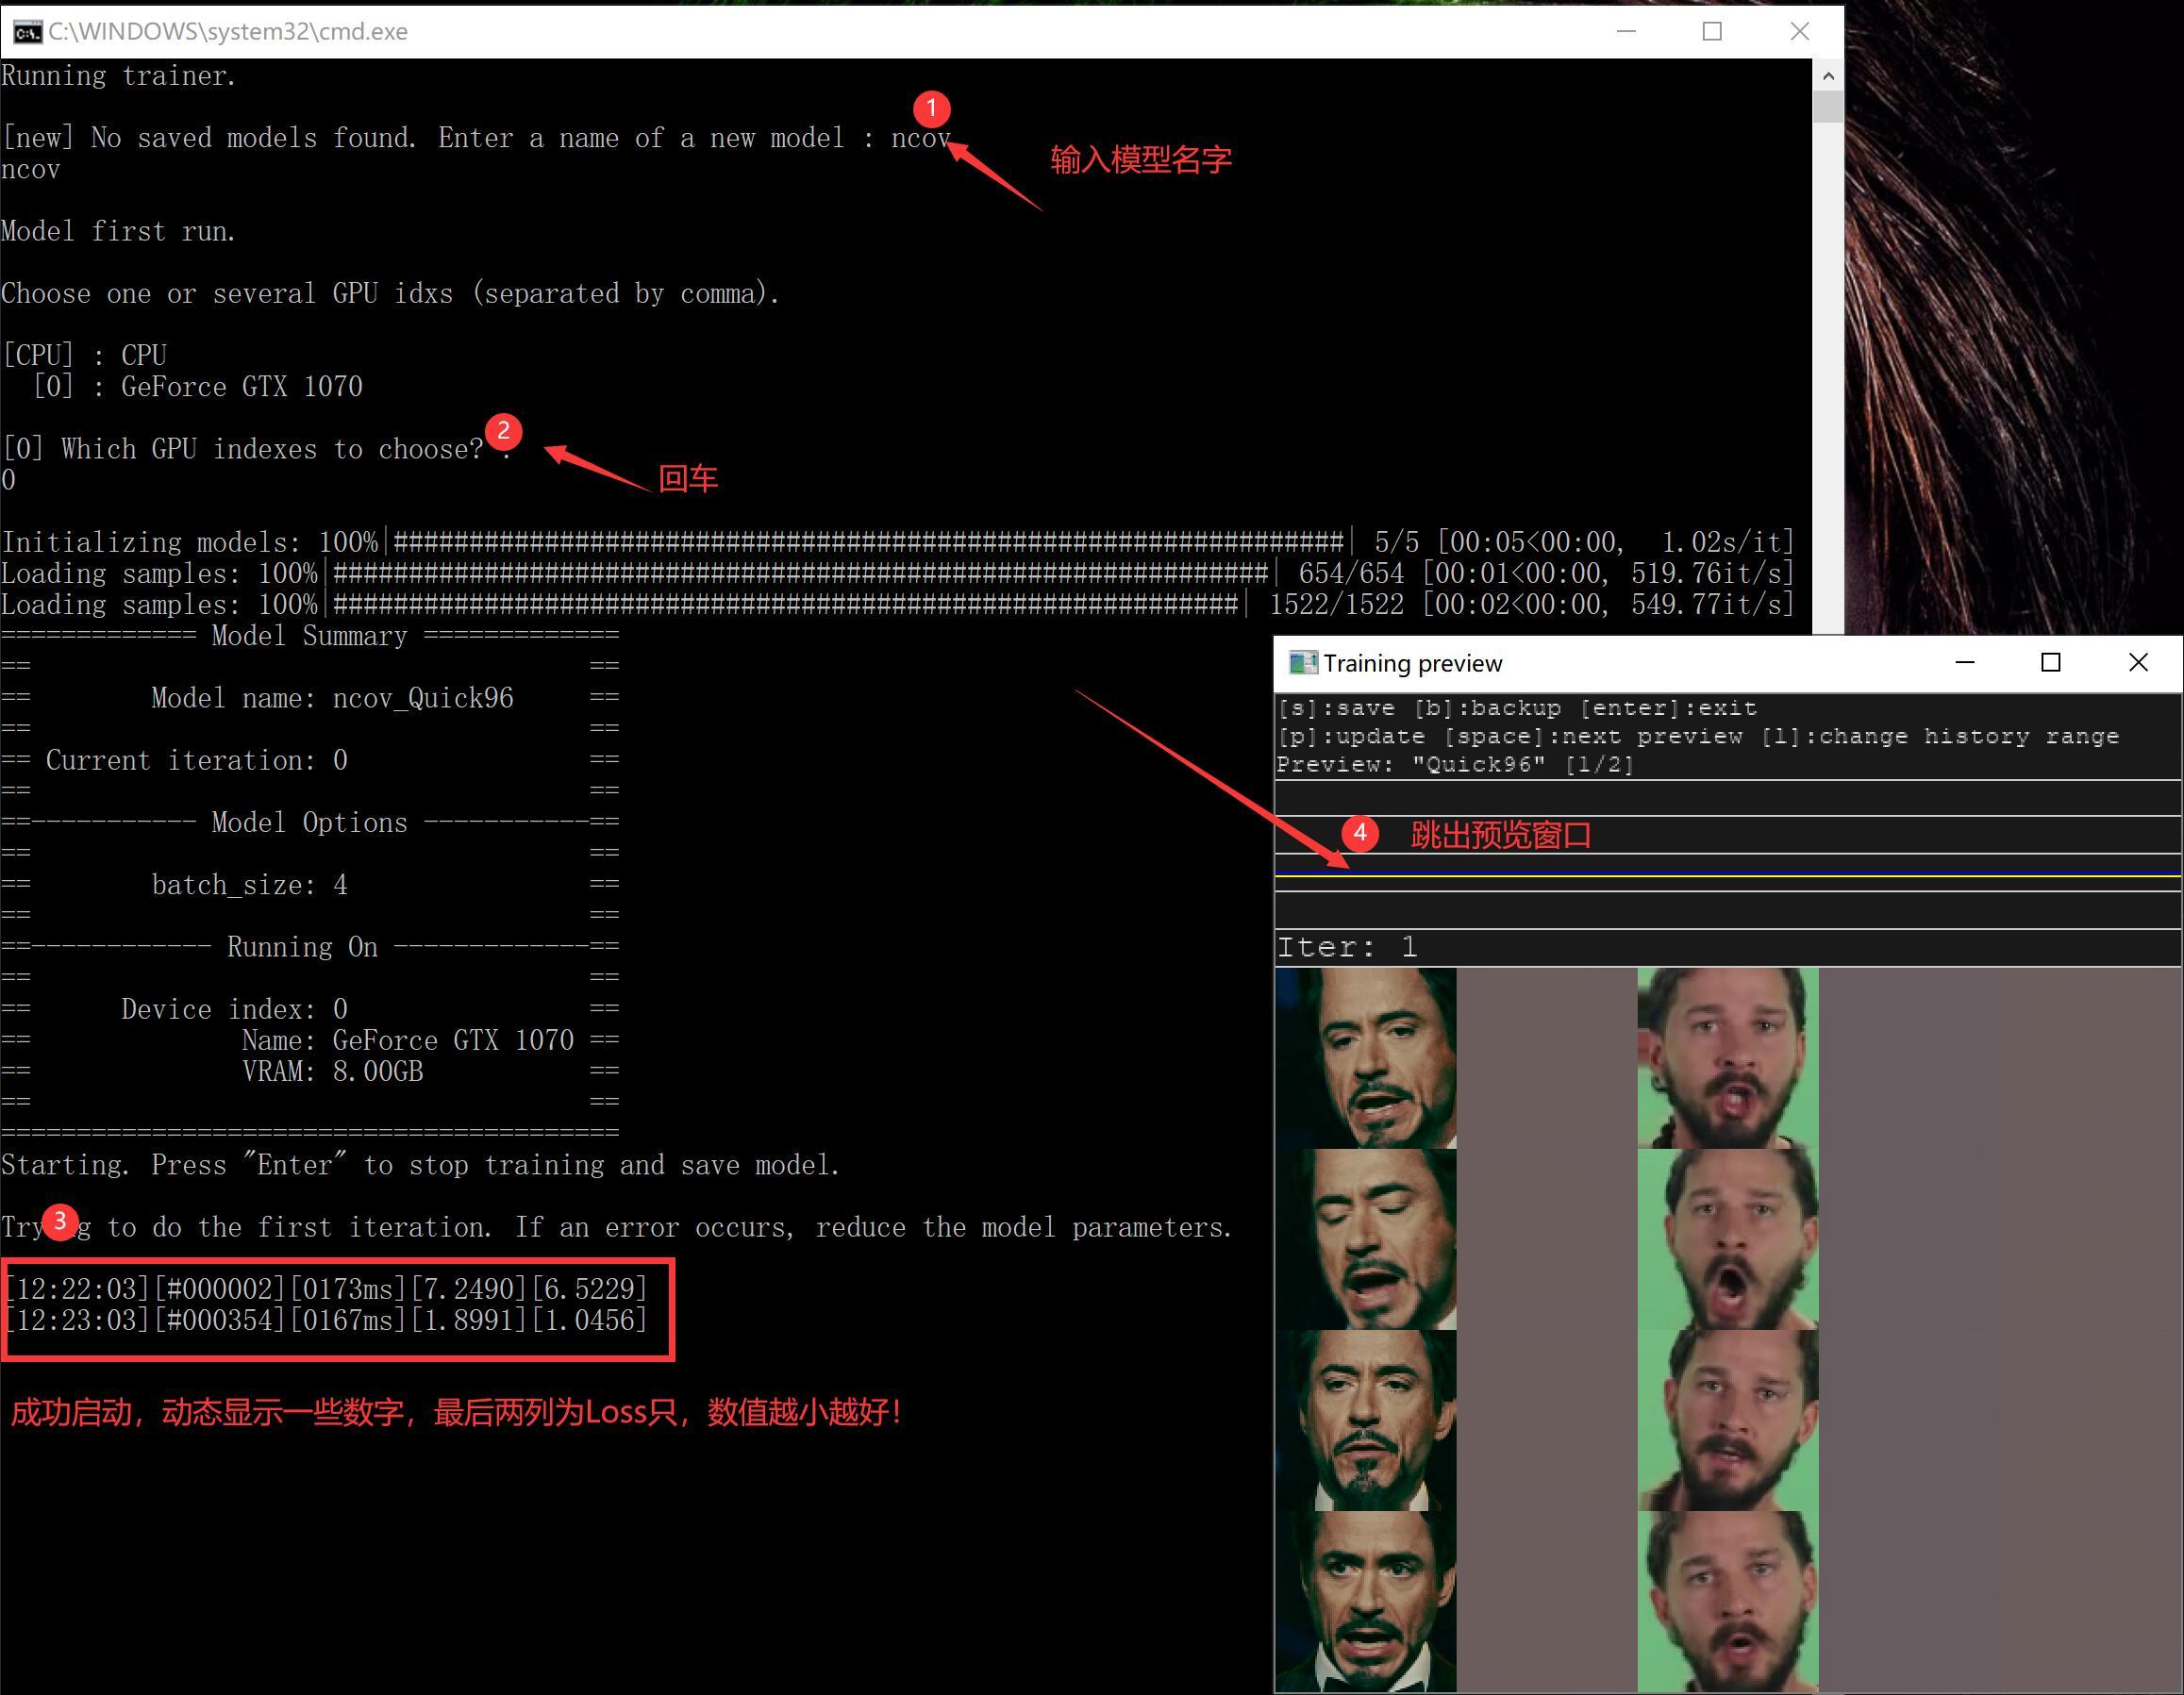 C:\WINDOWS\system32\cmd.exe
Running trainer.
1
[new] No saved models found. Enter a name of a new model : ncov
输入模型名字
ncov
Model first run.
Choose one or several GPU idxs (separated by comma).
[CPU] : CPU
[0] : GeForce GTX 1070
2
[0] Which GPU indexes to choose? :
回车
0
Initializing models: 100%|###############################################################| 5/5 [00:05<00:00,  1.02s/it]
Loading samples: 100%|##############################################################| 654/654 [00:01<00:00, 519.76it/s]
Loading samples: 100%|############################################################| 1522/1522 [00:02<00:00, 549.77it/s]
============= Model Summary =============
== ==
== Model name: ncov_Quick96 ==
== ==
== Current iteration: 0 ==
== ==
==----------- Model Options -----------==
== ==
== batch_size: 4 ==
== ==
==------------ Running On -------------==
== ==
== Device index: 0 ==
== Name: GeForce GTX 1070 ==
== VRAM: 8.00GB ==
== ==
=========================================
Starting. Press "Enter" to stop training and save model.
3
to do the first iteration. If an error occurs, reduce the model parameters.
[12:22:03][#000002][0173ms][7.2490][6.5229]
[12:23:03][#000354][0167ms][1.8991][1.0456]
成功启动，动态显示一些数字，最后两列为Loss只，数值越小越好！
Training preview
[s]:save [b]:backup [enter]:exit
[p]:update [space]:next preview [l]:change history range
Preview: "Quick96" [1/2]
4 跳出预览窗口
Iter: 1